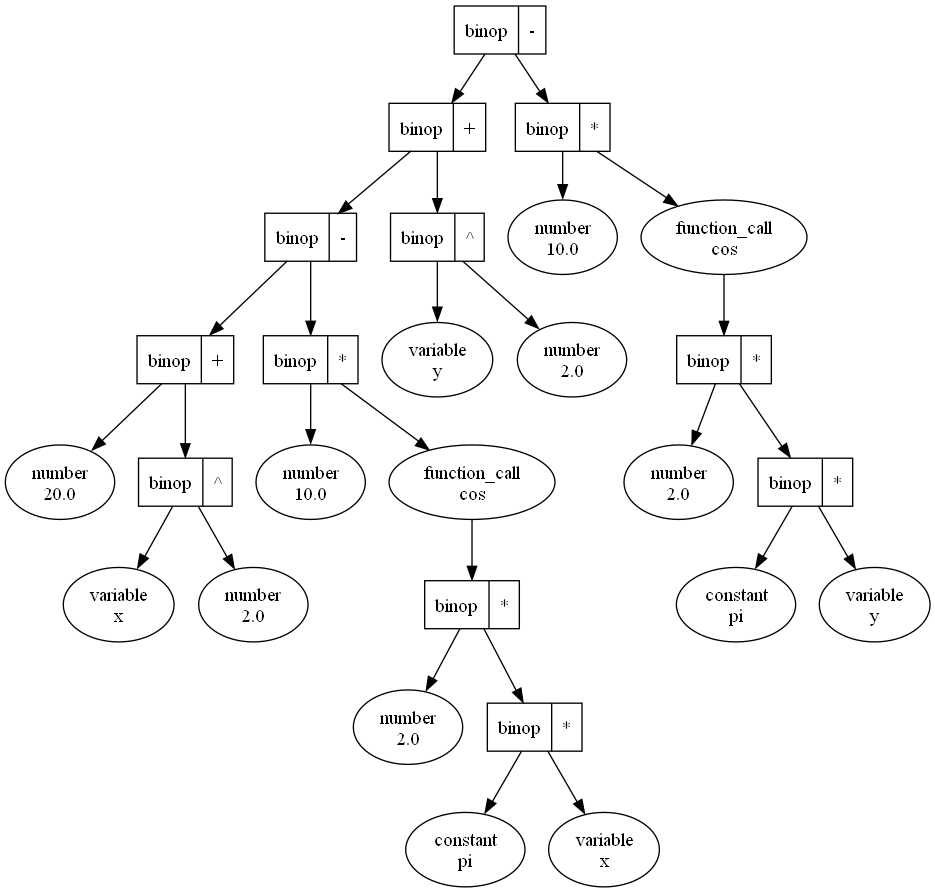 binop -
binop +
binop *
binop -
binop ^
number
10.0
function_call
cos
binop +
binop *
variable
y
number
2.0
binop *
number
20.0
binop ^
number
10.0
function_call
cos
number
2.0
binop *
variable
x
number
2.0
binop *
constant
pi
variable
y
number
2.0
binop *
constant
pi
variable
x